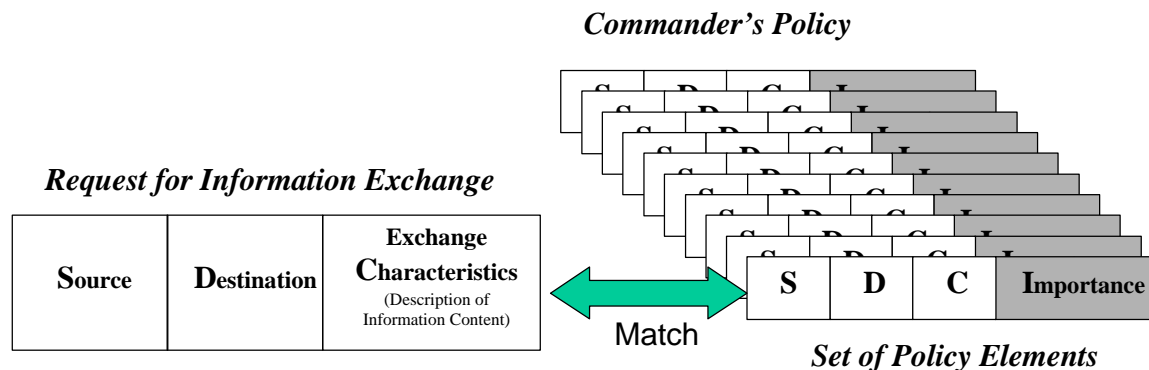 Commander's Policy
S D C I
S D C I
S D C I
S D C I
S D C I
S D C I
S D C I
S D C I
S D C I
S D C Importance
Set of Policy Elements
Request for Information Exchange
Source
Destination
Exchange
Characteristics
(Description of
Information Content)
Match